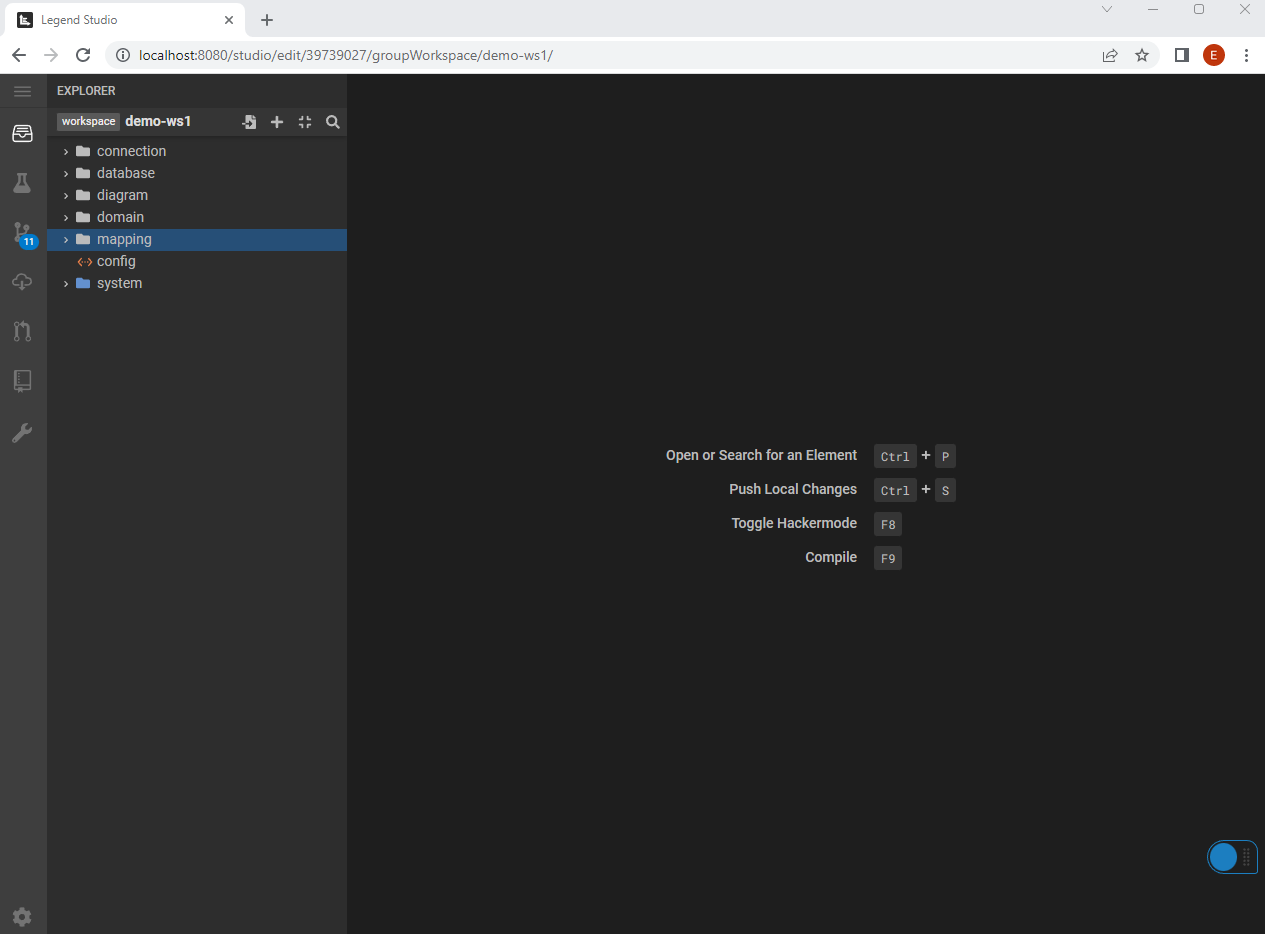 Legend Studio
localhost:8080/studio/edit/39739027/groupWorkspace/demo-ws1/
E
EXPLORER
workspace demo-ws1
connection
database
diagram
domain
mapping
11
config
system
Open or Search for an Element Ctrl + P
Push Local Changes Ctrl + S
Toggle Hackermode F8
Compile F9